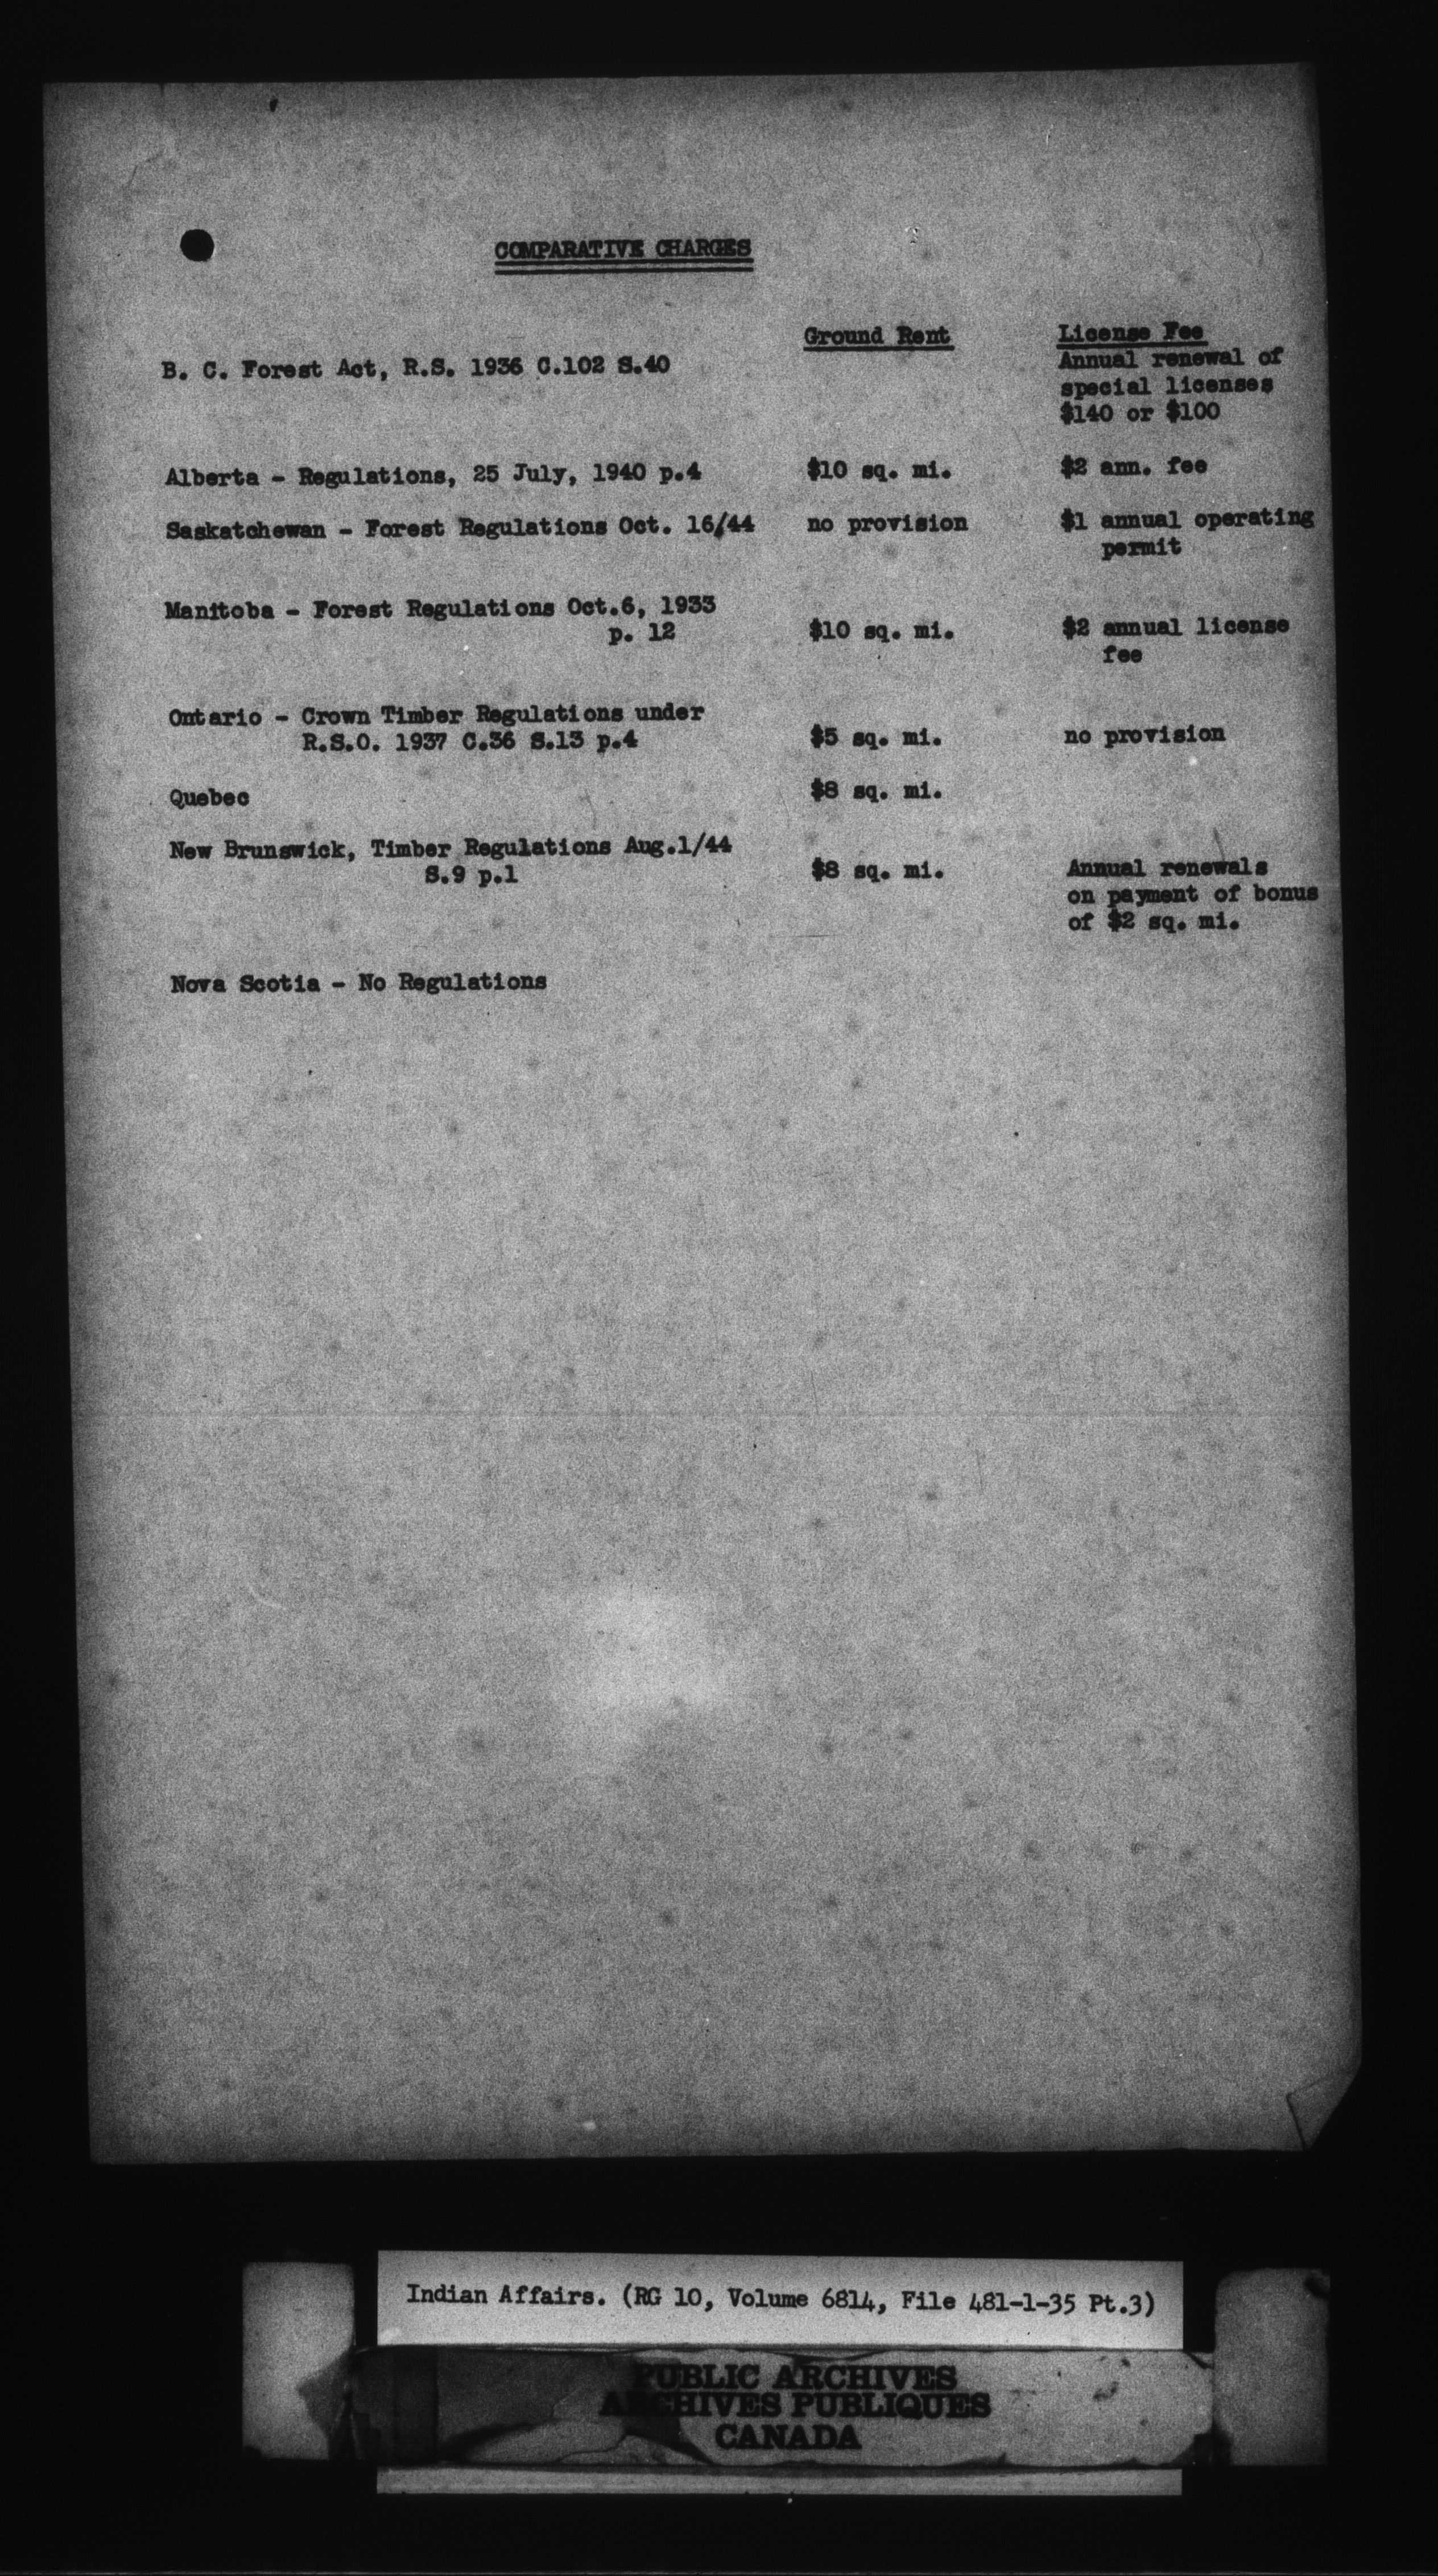 COMPARATIVE CHARGES
Ground Rent License Fee
B. C. Forest Act, R.S. 1936 C.102 S.40 Annual renewal of
special licenses
$140 or $100
Alberta - Regulations, 25 July, 1940 p.4 $10 sq. mi. $2 ann. fee
Saskatchewan - Forest Regulations Oct. 16/44 no provision $1 annual operating
permit
Manitoba - Forest Regulations Oct.6, 1933
p. 12 $10 sq. mi. $2 annual license
fee
Ontario - Crown Timber Regulations under
R.S.O. 1937 C.36 S.13 p.4 $5 sq. mi. no provision
Quebec $8 sq. mi.
New Brunswick, Timber Regulations Aug.1/44
S.9 p.1 $8 sq. mi. Annual renewals
on payment of bonus
of $2 sq. mi.
Nova Scotia - No Regulations
Indian Affairs. (RG 10, Volume 6814, File 481-1-35 Pt.3)
PUBLIC ARCHIVES
ARCHIVES PUBLIQUES
CANADA